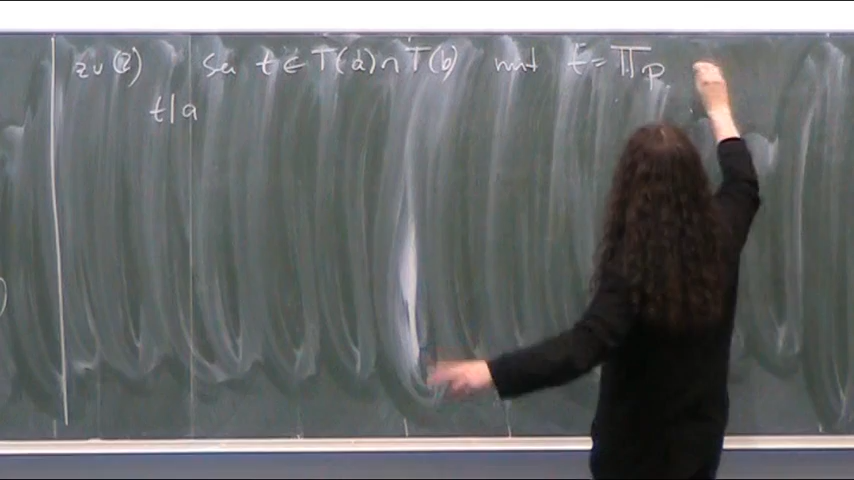 zu (2) Sei t ∈ T(a) ∩ T(b) mit t = ∏ p
t | a